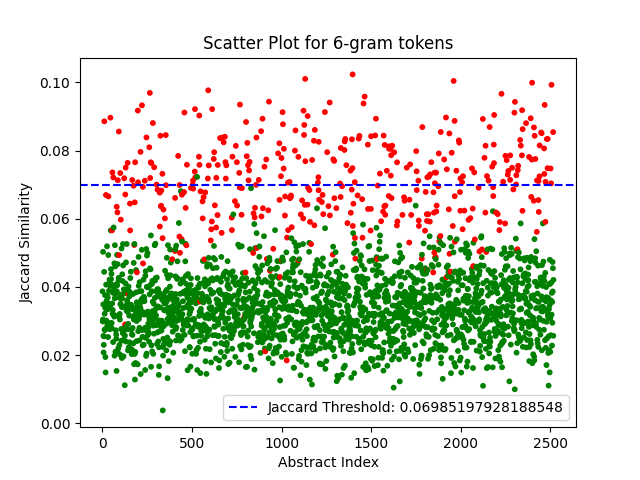 Scatter Plot for 6-gram tokens
0.10
0.08
0.06
0.04
0.02
0.00
Jaccard Similarity
Jaccard Threshold: 0.06985197928188548
0 500 1000 1500 2000 2500
Abstract Index